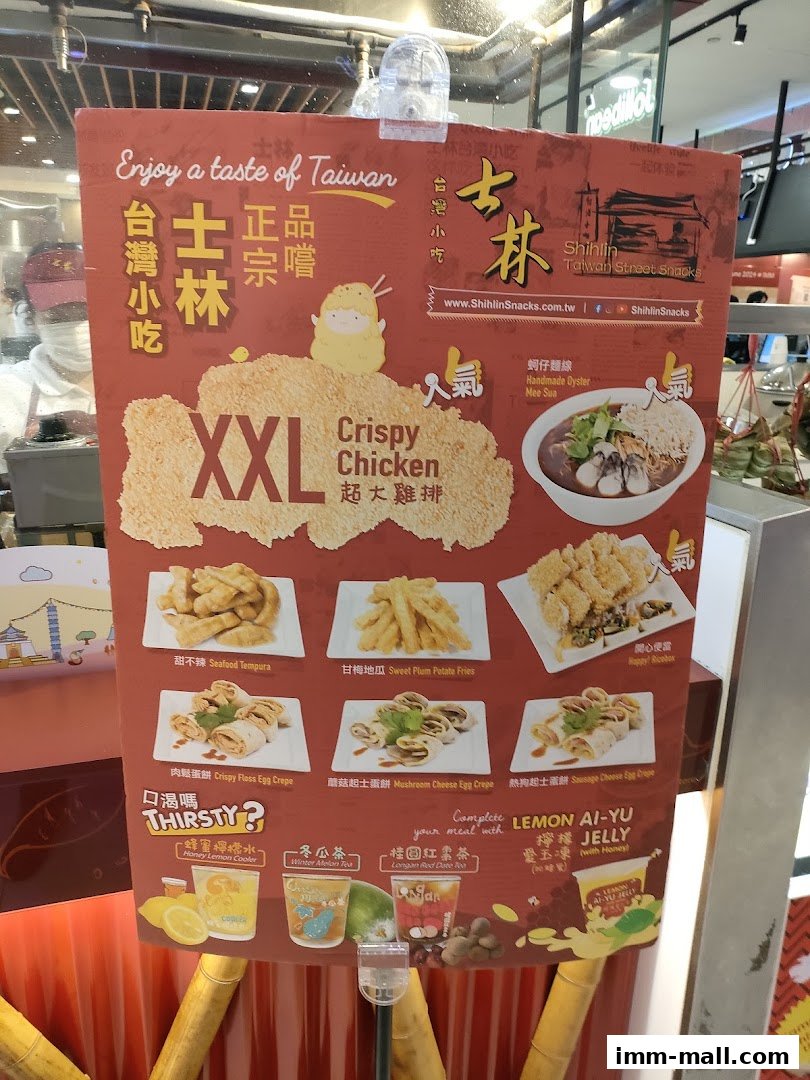 Enjoy a taste of Taiwan
台灣小吃
士林
正宗
品嚐
台灣小吃
士林
Shihlin
Taiwan Street Snacks
www.ShihlinSnacks.com.tw | ShihlinSnacks
人氣
XXL
Crispy
Chicken
超大雞排
蚵仔麵線
Handmade Oyster
Mee Sua
人氣
甜不辣 Seafood Tempura
甘梅地瓜 Sweet Plum Potato Fries
人氣
開心便當
Happy! Ricebox
肉鬆蛋餅 Crispy Floss Egg Crepe
蘑菇起士蛋餅 Mushroom Cheese Egg Crepe
熱狗起士蛋餅 Sausage Cheese Egg Crepe
口渴嗎
THIRSTY?
蜂蜜檸檬水
Honey Lemon Cooler
冬瓜茶
Winter Melon Tea
桂圓紅棗茶
Longan Red Date Tea
Complete
your meal with
LEMON AI-YU
JELLY
(with Honey)
檸檬
愛玉凍
(加蜂蜜)
LEMON
AI-YU JELLY
imm-mall.com